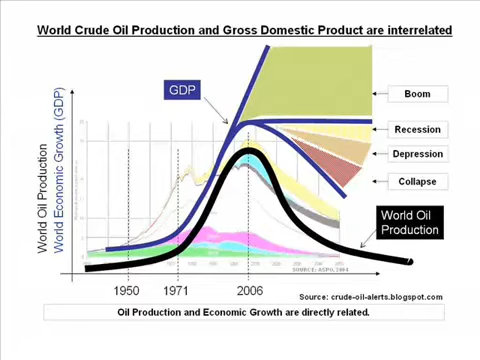 World Crude Oil Production and Gross Domestic Product are interrelated
GDP
Boom
Recession
Depression
Collapse
World Oil
Production
World Oil Production
World Economic Growth (GDP)
SOURCE: ASPO, 2004
1950
1971
2006
Source: crude-oil-alerts.blogspot.com
Oil Production and Economic Growth are directly related.